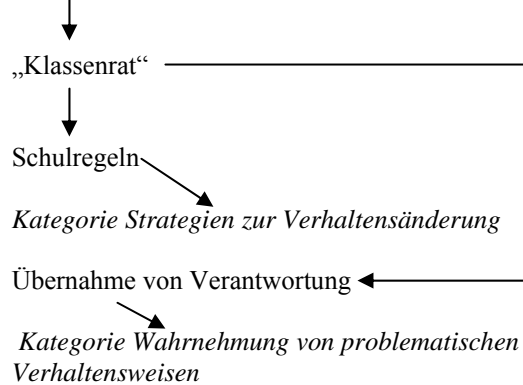 „Klassenrat“
Schulregeln
Kategorie Strategien zur Verhaltensänderung
Übernahme von Verantwortung
Kategorie Wahrnehmung von problematischen
Verhaltensweisen